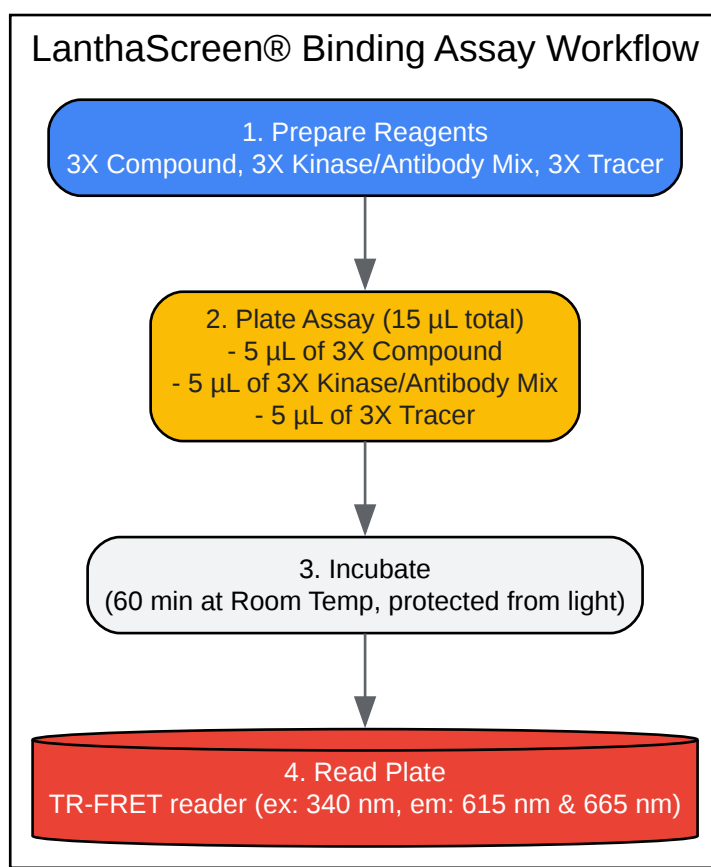 LanthaScreen® Binding Assay Workflow
1. Prepare Reagents
3X Compound, 3X Kinase/Antibody Mix, 3X Tracer
2. Plate Assay (15 µL total)
- 5 µL of 3X Compound
- 5 µL of 3X Kinase/Antibody Mix
- 5 µL of 3X Tracer
3. Incubate
(60 min at Room Temp, protected from light)
4. Read Plate
TR-FRET reader (ex: 340 nm, em: 615 nm & 665 nm)